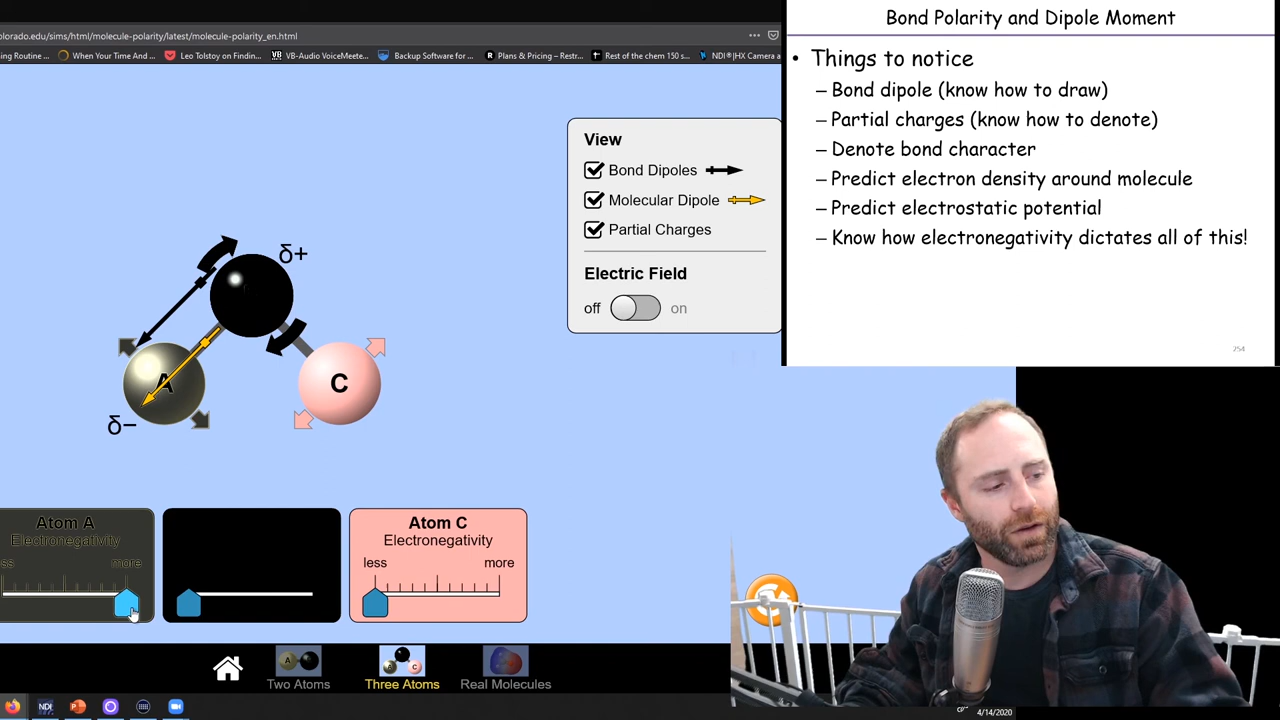 olorado.edu/sims/html/molecule-polarity/latest/molecule-polarity_en.html
ing Routine ...
When Your Time And ...
Leo Tolstoy on Findin...
VB-Audio VoiceMeete...
Backup Software for ...
Plans & Pricing – Restr...
Rest of the chem 150 s...
NDI®|HX Camera a
Bond Polarity and Dipole Moment
• Things to notice
– Bond dipole (know how to draw)
– Partial charges (know how to denote)
– Denote bond character
– Predict electron density around molecule
– Predict electrostatic potential
– Know how electronegativity dictates all of this!
254
View
Bond Dipoles
Molecular Dipole
Partial Charges
Electric Field
off on
δ+
A
C
δ−
Atom A
Electronegativity
ess more
Atom C
Electronegativity
less more
A
A C
Two Atoms
Three Atoms
Real Molecules
NDI
4/14/2020